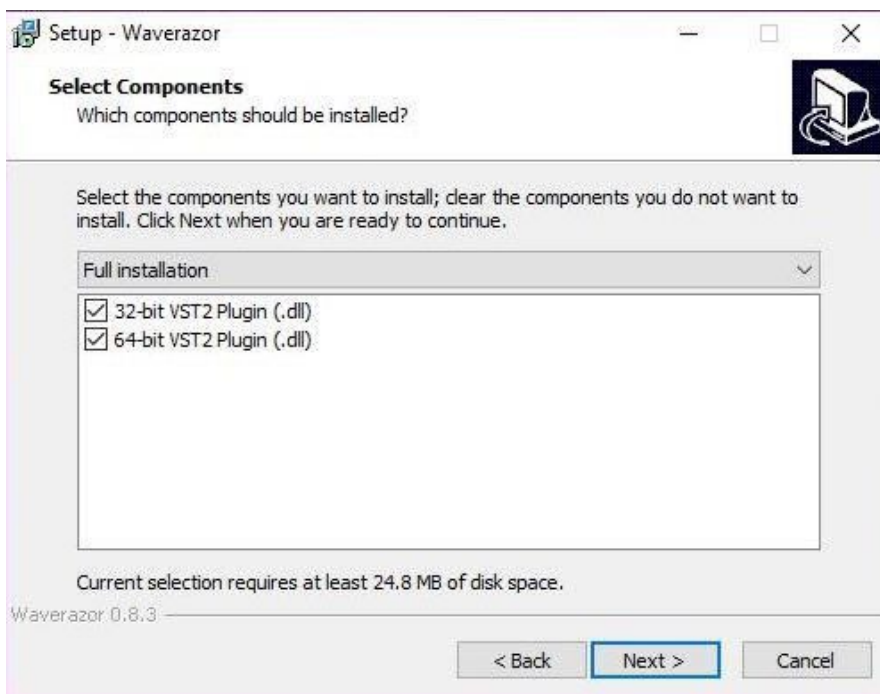 Setup - Waverazor
Select Components
Which components should be installed?
Select the components you want to install; clear the components you do not want to
install. Click Next when you are ready to continue.
Full installation
32-bit VST2 Plugin (.dll)
64-bit VST2 Plugin (.dll)
Current selection requires at least 24.8 MB of disk space.
Waverazor 0.8.3
< Back
Next >
Cancel